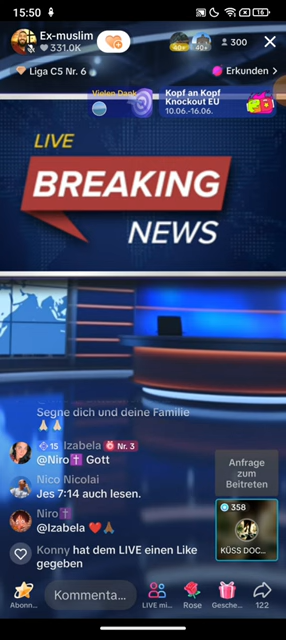 15:50
16
Ex-muslim
331.0K
40+
40+
300
Liga C5 Nr. 6
Erkunden
Vielen Dank
Kopf an Kopf
Knockout EU
10.06.-16.06.
LIVE
BREAKING
NEWS
Segne dich und deine Familie
🙏🏼🙏🏼
15 Izabela Nr. 3
@Niro✝️ Gott
Nico Nicolai
Jes 7:14 auch lesen.
Niro✝️
@Izabela ❤️🙏🏽
Konny hat dem LIVE einen Like
gegeben
Anfrage
zum
Beitreten
358
KÜSS DOC...
Abonn...
Kommenta...
LIVE mi...
Rose
Gesche...
122